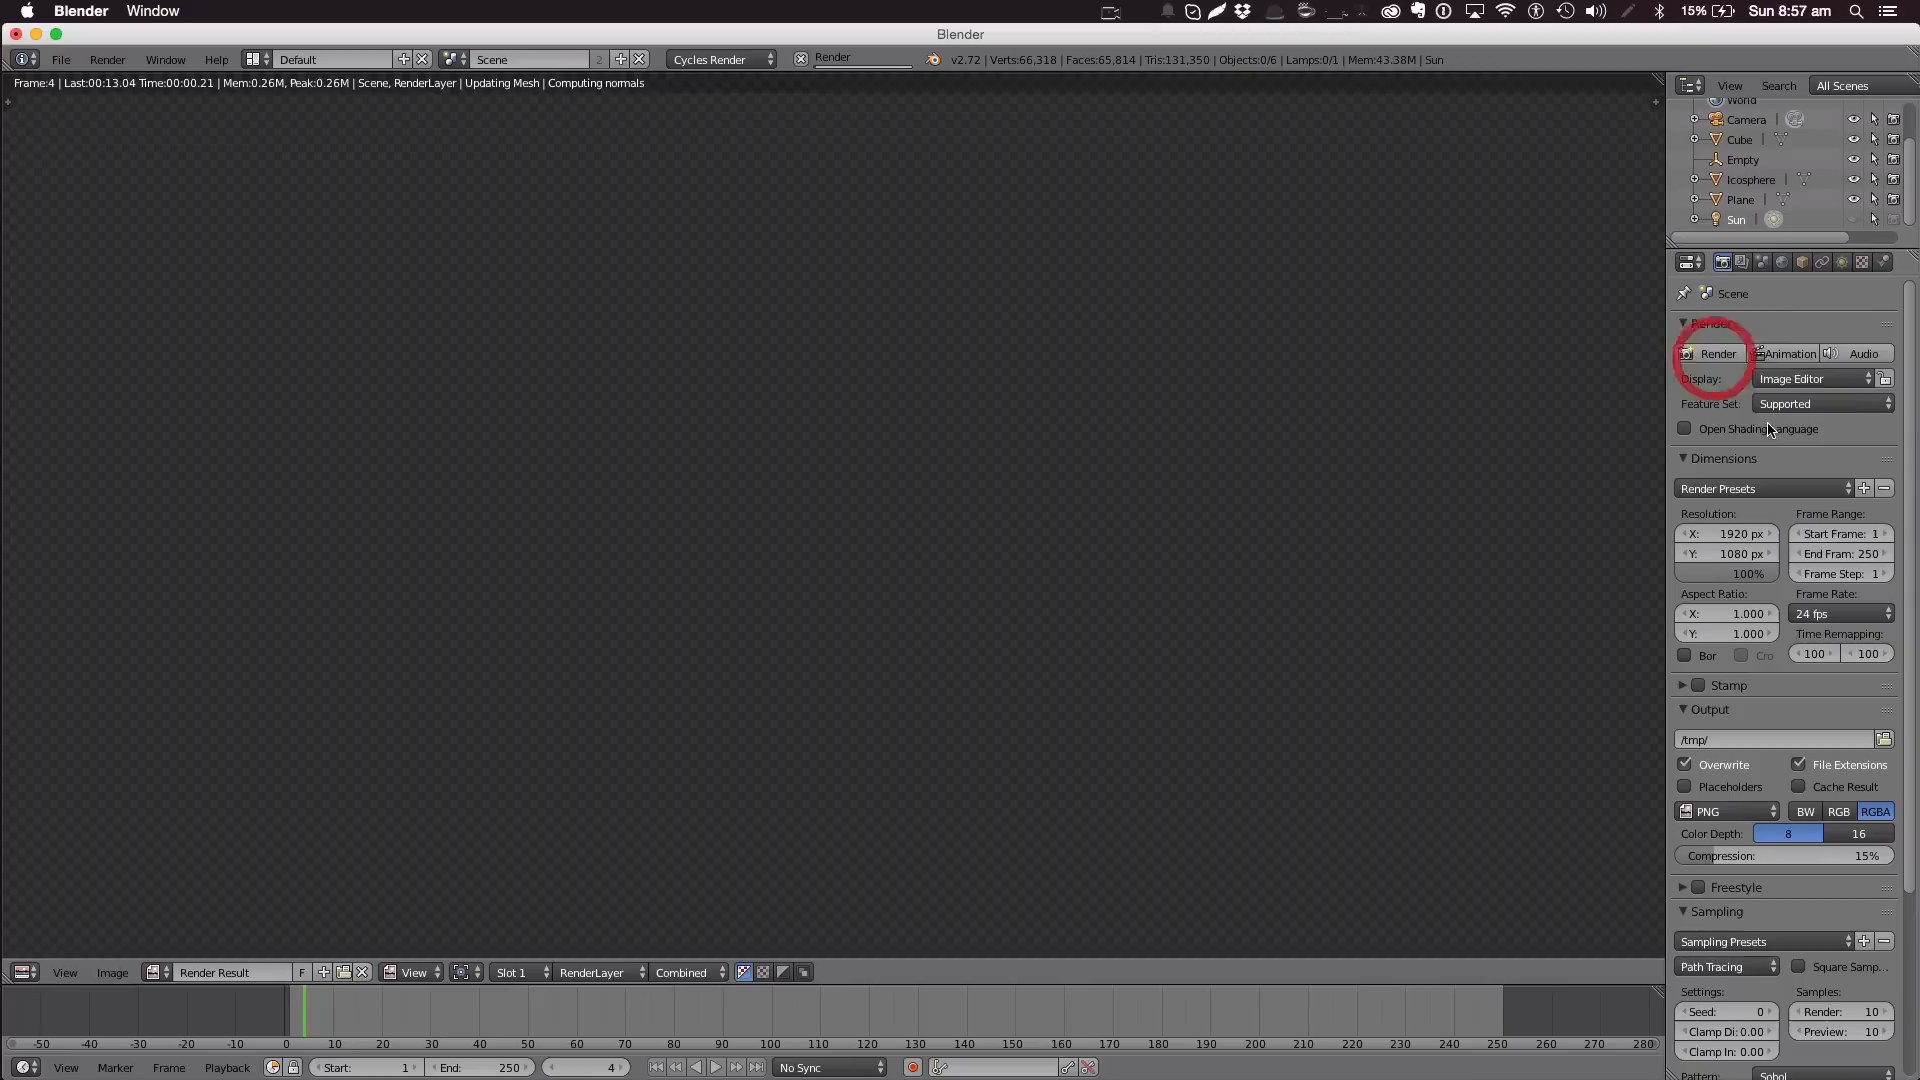 Blender Window 15% Sun 8:57 am
Blender
File Render Window Help Default Scene 2 Cycles Render Render v2.72 | Verts:66,318 | Faces:65,814 | Tris:131,350 | Objects:0/6 | Lamps:0/1 | Mem:43.38M | Sun
Frame:4 | Last:00:13.04 Time:00:00.21 | Mem:0.26M, Peak:0.26M | Scene, RenderLayer | Updating Mesh | Computing normals
View Search All Scenes
World
Camera
Cube
Empty
Icosphere
Plane
Sun
Scene
Render
Render Animation Audio
Display: Image Editor
Feature Set: Supported
Open Shading Language
Dimensions
Render Presets
Resolution: Frame Range:
X: 1920 px Start Frame: 1
Y: 1080 px End Fram: 250
100% Frame Step: 1
Aspect Ratio: Frame Rate:
X: 1.000 24 fps
Y: 1.000 Time Remapping:
Bor Cro 100 100
Stamp
Output
/tmp/
Overwrite File Extensions
Placeholders Cache Result
PNG BW RGB RGBA
Color Depth: 8 16
Compression: 15%
Freestyle
Sampling
Sampling Presets
Path Tracing Square Samp...
Settings: Samples:
Seed: 0 Render: 10
Clamp Di: 0.00 Preview: 10
Clamp In: 0.00
Pattern: Sobol
View Image Render Result F View Slot 1 RenderLayer Combined
-50 -40 -30 -20 -10 0 10 20 30 40 50 60 70 80 90 100 110 120 130 140 150 160 170 180 190 200 210 220 230 240 250 260 270 280
View Marker Frame Playback Start: 1 End: 250 4 No Sync